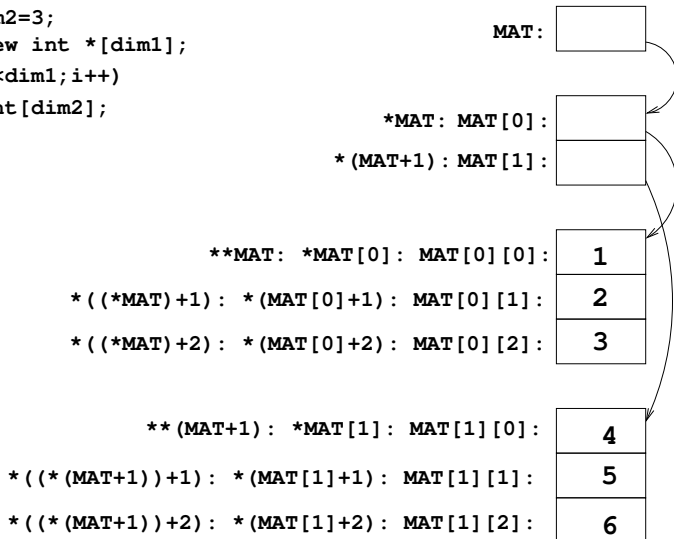 m2=3;
ew int *[dim1];
<dim1;i++)
nt[dim2];
MAT:
*MAT: MAT[0]:
*(MAT+1): MAT[1]:
**MAT: *MAT[0]: MAT[0][0]: 1
*((*MAT)+1): *(MAT[0]+1): MAT[0][1]: 2
*((*MAT)+2): *(MAT[0]+2): MAT[0][2]: 3
**(MAT+1): *MAT[1]: MAT[1][0]: 4
*((*(MAT+1))+1): *(MAT[1]+1): MAT[1][1]: 5
*((*(MAT+1))+2): *(MAT[1]+2): MAT[1][2]: 6